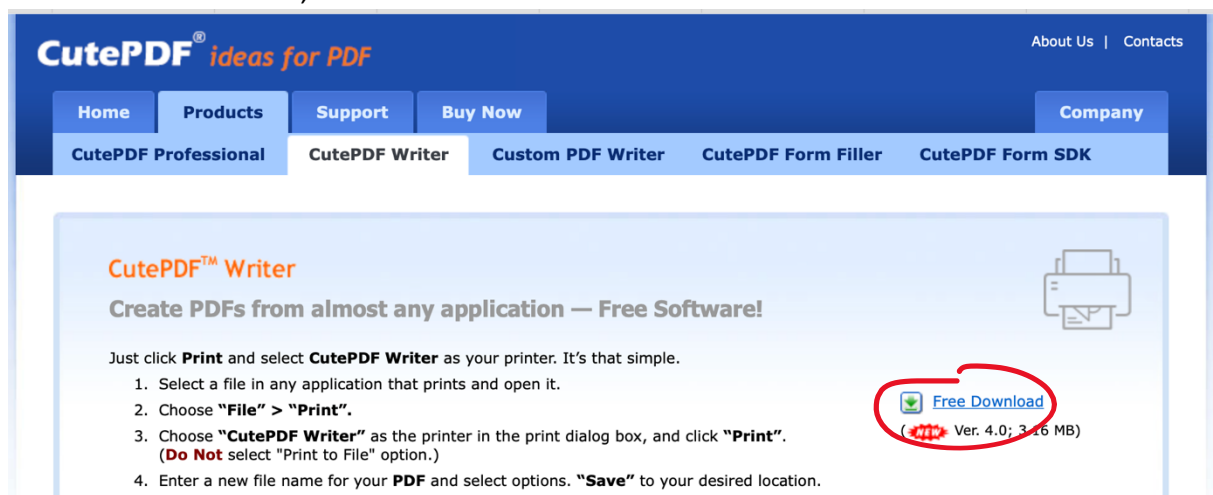 CutePDF® ideas for PDF
About Us | Contacts
Home Products Support Buy Now Company
CutePDF Professional CutePDF Writer Custom PDF Writer CutePDF Form Filler CutePDF Form SDK
CutePDF™ Writer
Create PDFs from almost any application — Free Software!
Just click Print and select CutePDF Writer as your printer. It’s that simple.
1. Select a file in any application that prints and open it.
2. Choose “File” > “Print”.
3. Choose “CutePDF Writer” as the printer in the print dialog box, and click “Print”.
(Do Not select "Print to File" option.)
4. Enter a new file name for your PDF and select options. “Save” to your desired location.
Free Download
(NEW Ver. 4.0; 3.16 MB)